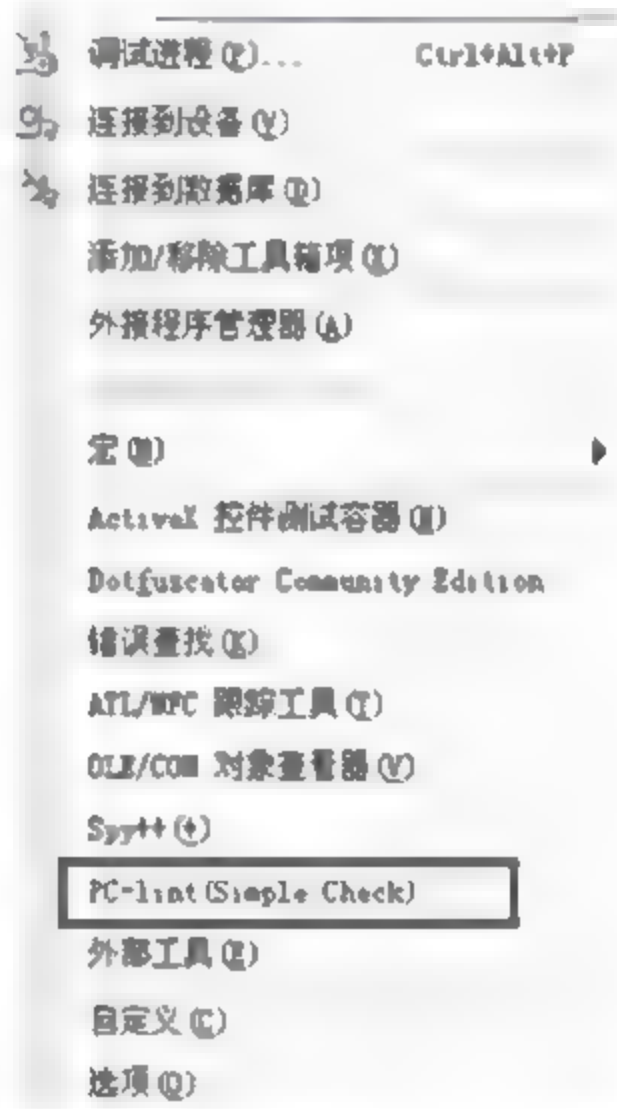 调试进程(P)... Ctrl+Alt+P
连接到设备(V)
连接到数据库(D)
添加/移除工具箱项(X)
外接程序管理器(A)
宏(M)
ActiveX 控件测试容器(N)
Dotfuscator Community Edition
错误查找(K)
ATL/MFC 跟踪工具(T)
OLE/COM 对象查看器(V)
Spy++(+)
PC-lint(Simple Check)
外部工具(E)
自定义(C)
选项(O)